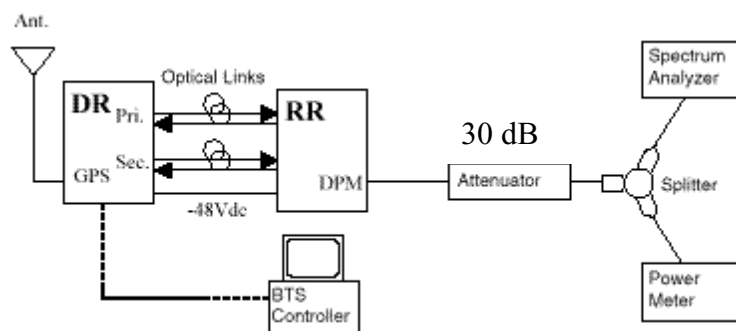 Ant.
Optical Links
DR
Pri.
RR
Sec.
GPS
DPM
-48Vdc
BTS
Controller
30 dB
Attenuator
Splitter
Spectrum
Analyzer
Power
Meter